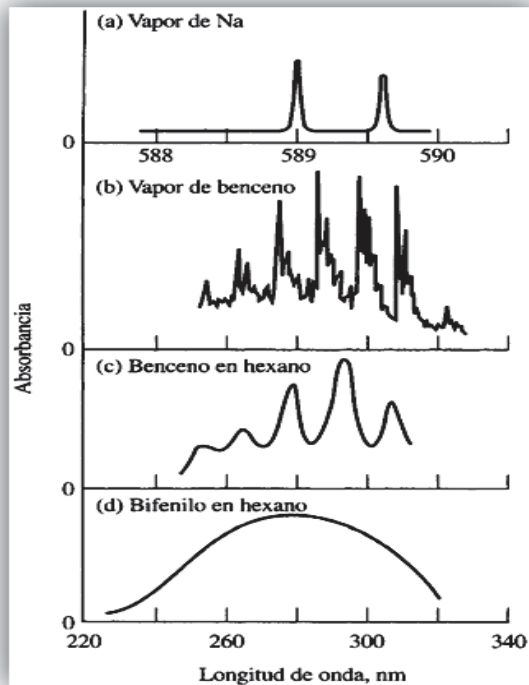 (a) Vapor de Na
0
588 589 590
(b) Vapor de benceno
Absorbancia
0
(c) Benceno en hexano
0
(d) Bifenilo en hexano
0
220 260 300 340
Longitud de onda, nm